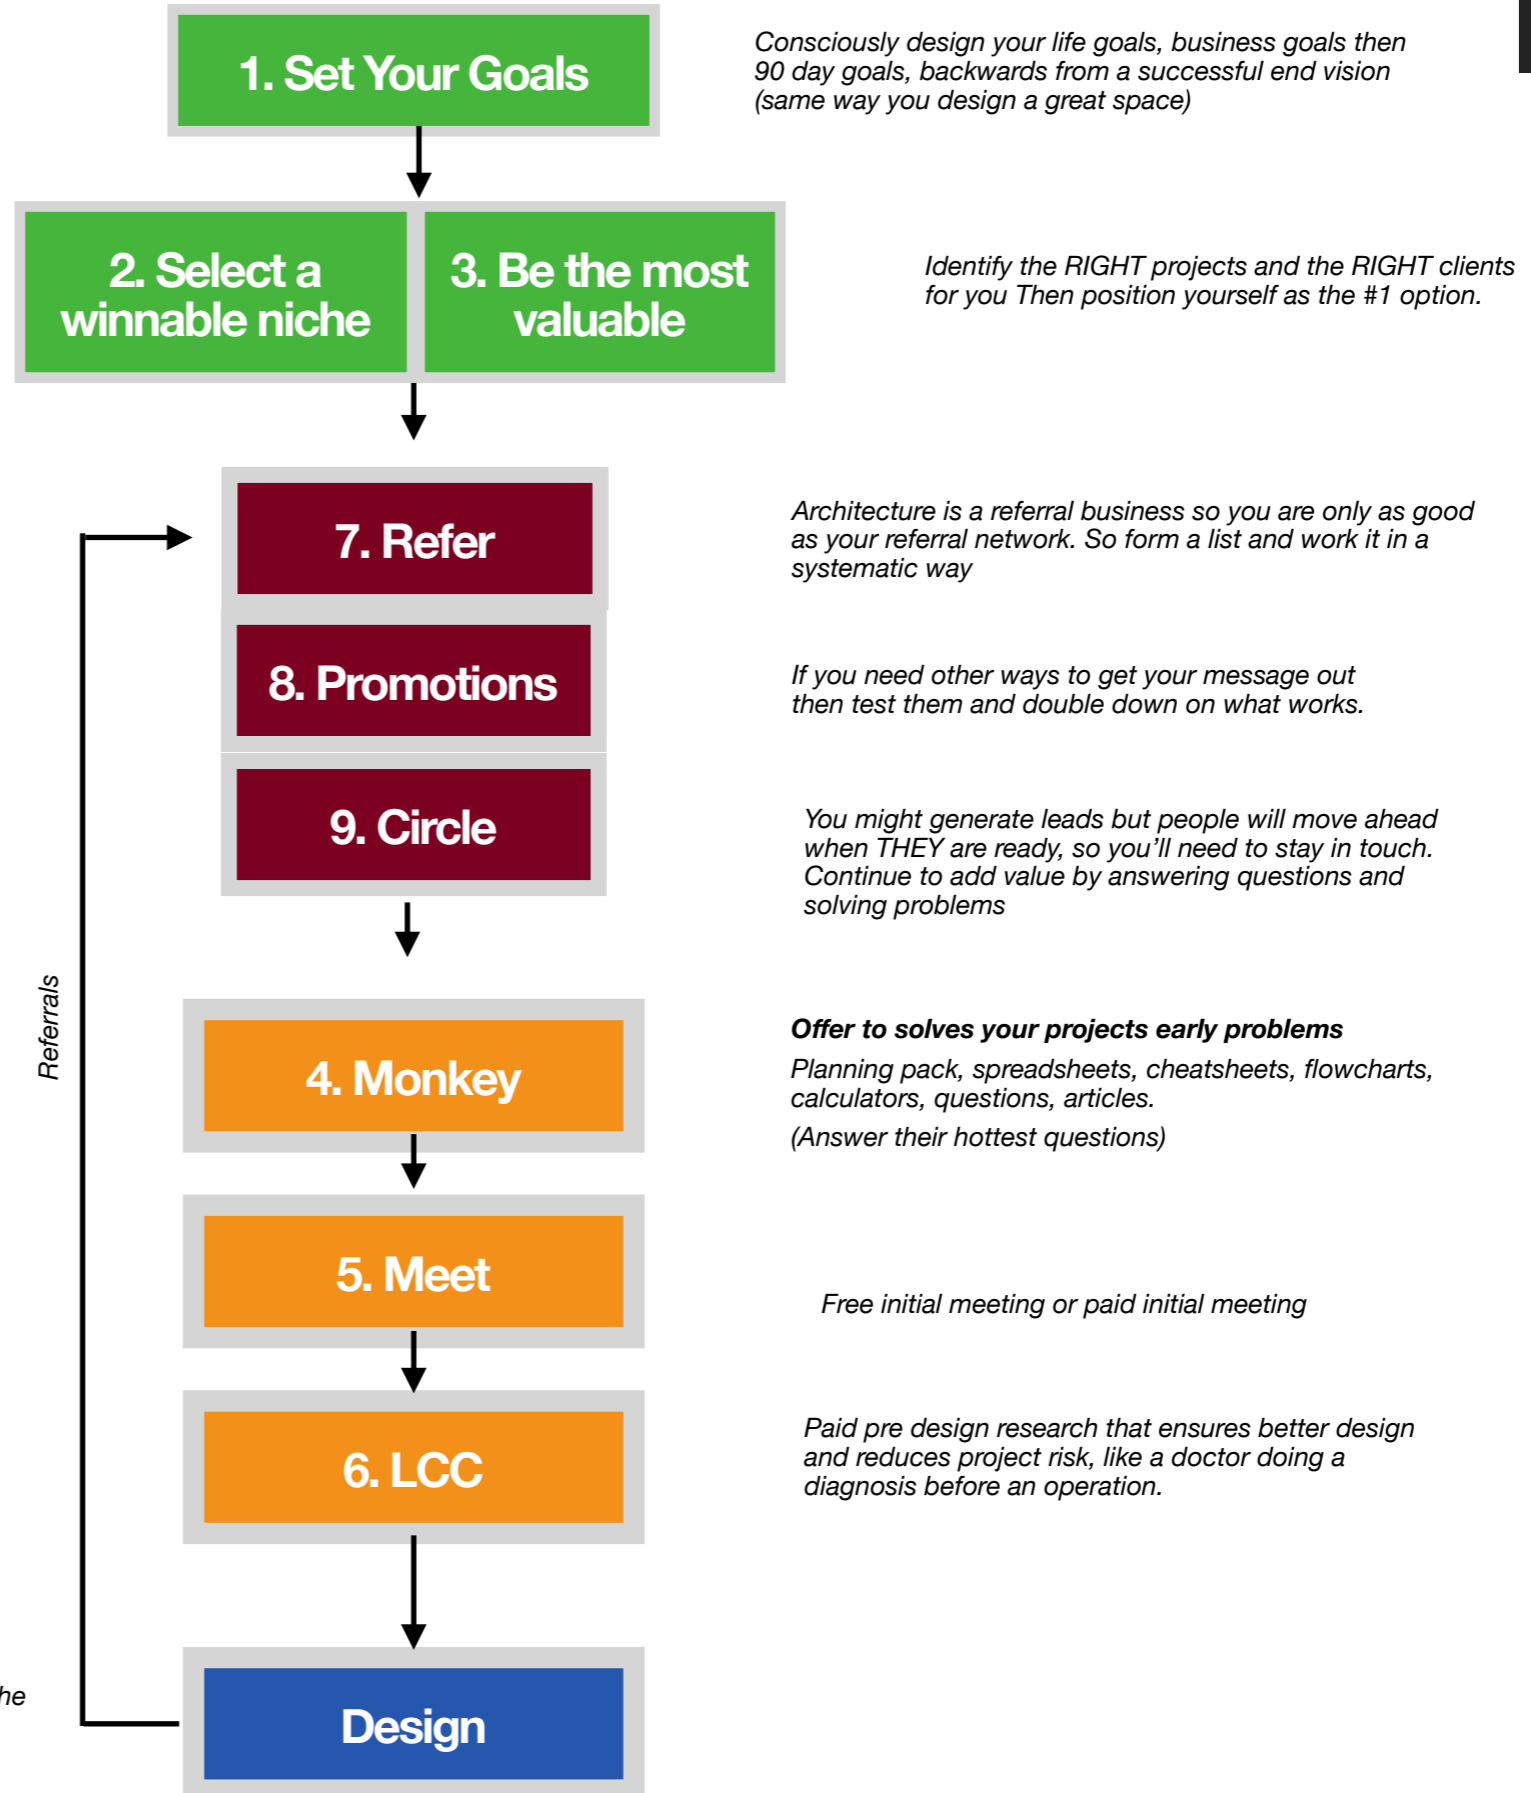 1. Set Your Goals
Consciously design your life goals, business goals then
90 day goals, backwards from a successful end vision
(same way you design a great space)
2. Select a
winnable niche
3. Be the most
valuable
Identify the RIGHT projects and the RIGHT clients
for you Then position yourself as the #1 option.
7. Refer
Architecture is a referral business so you are only as good
as your referral network. So form a list and work it in a
systematic way
8. Promotions
If you need other ways to get your message out
then test them and double down on what works.
9. Circle
You might generate leads but people will move ahead
when THEY are ready, so you’ll need to stay in touch.
Continue to add value by answering questions and
solving problems
Referrals
4. Monkey
Offer to solves your projects early problems
Planning pack, spreadsheets, cheatsheets, flowcharts,
calculators, questions, articles.
(Answer their hottest questions)
5. Meet
Free initial meeting or paid initial meeting
6. LCC
Paid pre design research that ensures better design
and reduces project risk, like a doctor doing a
diagnosis before an operation.
Design